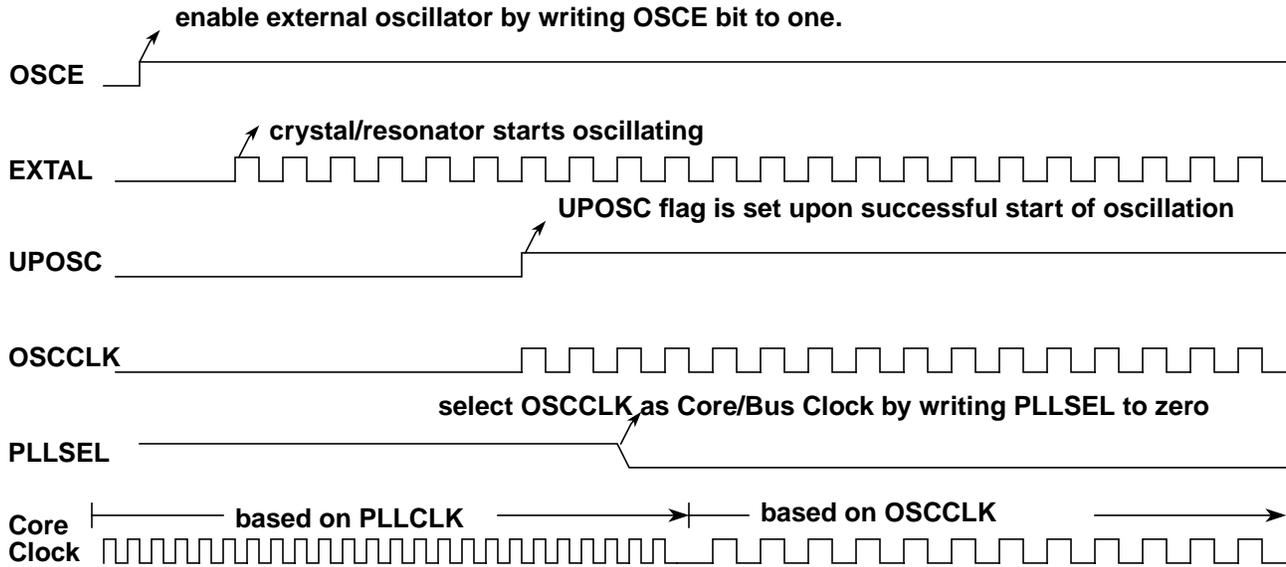 enable external oscillator by writing OSCE bit to one.
OSCE
crystal/resonator starts oscillating
EXTAL
UPOSC flag is set upon successful start of oscillation
UPOSC
OSCCLK
select OSCCLK as Core/Bus Clock by writing PLLSEL to zero
PLLSEL
based on PLLCLK
based on OSCCLK
Core
Clock